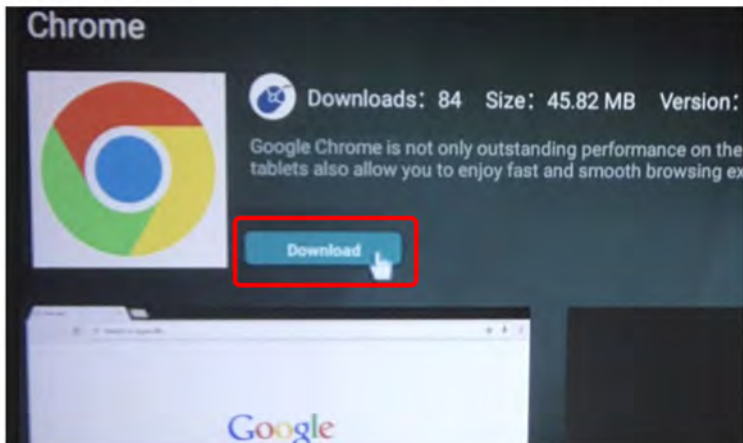 Chrome
Downloads: 84 Size: 45.82 MB Version:
Google Chrome is not only outstanding performance on the
tablets also allow you to enjoy fast and smooth browsing ex
Download
Google